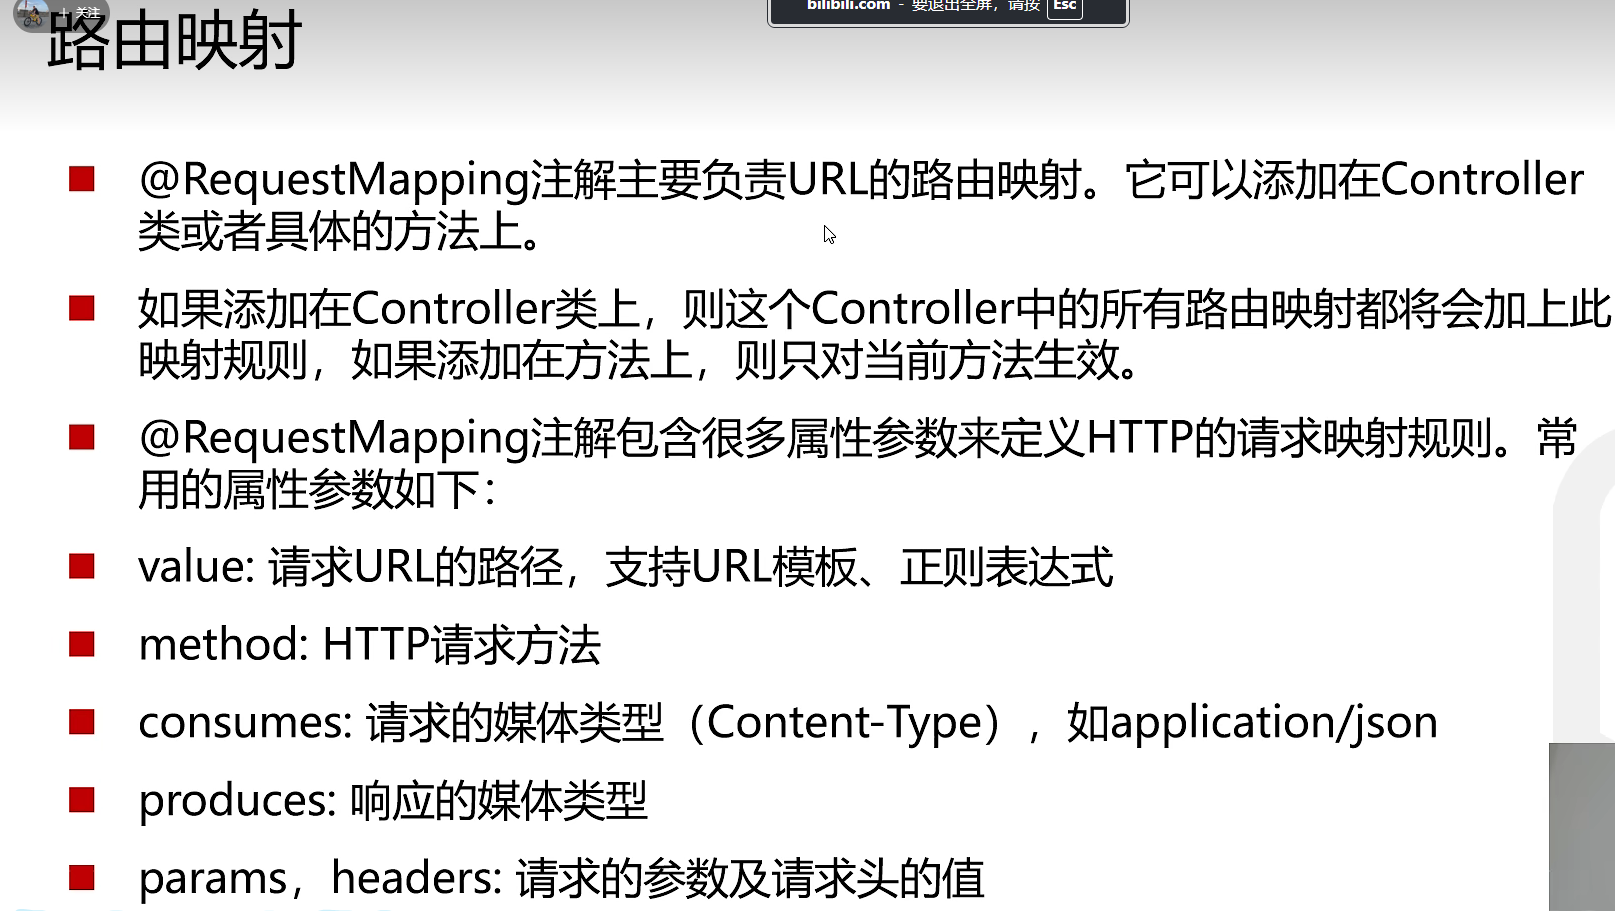 + 关注
bilibili.com - 要退出全屏，请按 Esc
路由映射
@RequestMapping注解主要负责URL的路由映射。它可以添加在Controller
类或者具体的方法上。
如果添加在Controller类上，则这个Controller中的所有路由映射都将会加上此
映射规则，如果添加在方法上，则只对当前方法生效。
@RequestMapping注解包含很多属性参数来定义HTTP的请求映射规则。常
用的属性参数如下：
value: 请求URL的路径，支持URL模板、正则表达式
method: HTTP请求方法
consumes: 请求的媒体类型（Content-Type），如application/json
produces: 响应的媒体类型
params，headers: 请求的参数及请求头的值